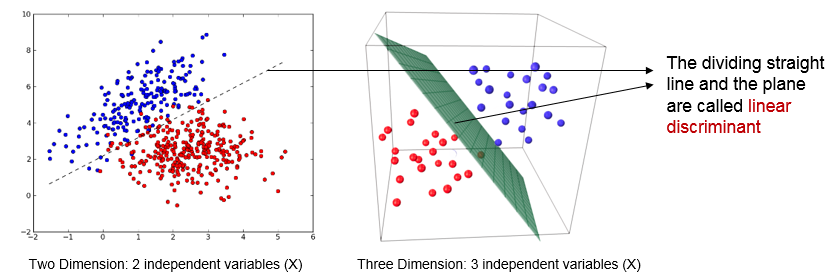 10
8
6
4
2
0
−2
−2 −1 0 1 2 3 4 5 6
Two Dimension: 2 independent variables (X)
Three Dimension: 3 independent variables (X)
The dividing straight
line and the plane
are called linear
discriminant